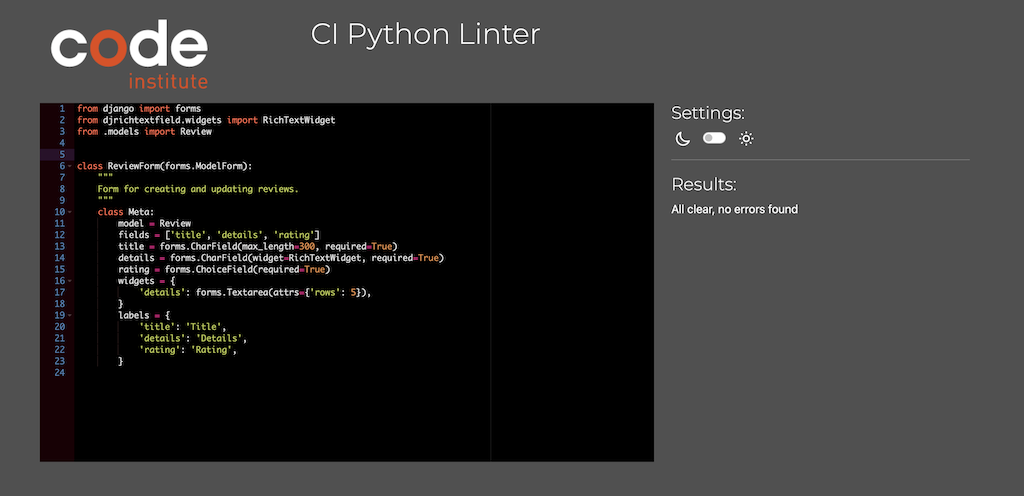 code
institute
CI Python Linter
1 from django import forms
2 from djrichtextfield.widgets import RichTextWidget
3 from .models import Review
4
5
6 class ReviewForm(forms.ModelForm):
7 """
8 Form for creating and updating reviews.
9 """
10 class Meta:
11 model = Review
12 fields = ['title', 'details', 'rating']
13 title = forms.CharField(max_length=300, required=True)
14 details = forms.CharField(widget=RichTextWidget, required=True)
15 rating = forms.ChoiceField(required=True)
16 widgets = {
17 'details': forms.Textarea(attrs={'rows': 5}),
18 }
19 labels = {
20 'title': 'Title',
21 'details': 'Details',
22 'rating': 'Rating',
23 }
24
Settings:
Results:
All clear, no errors found